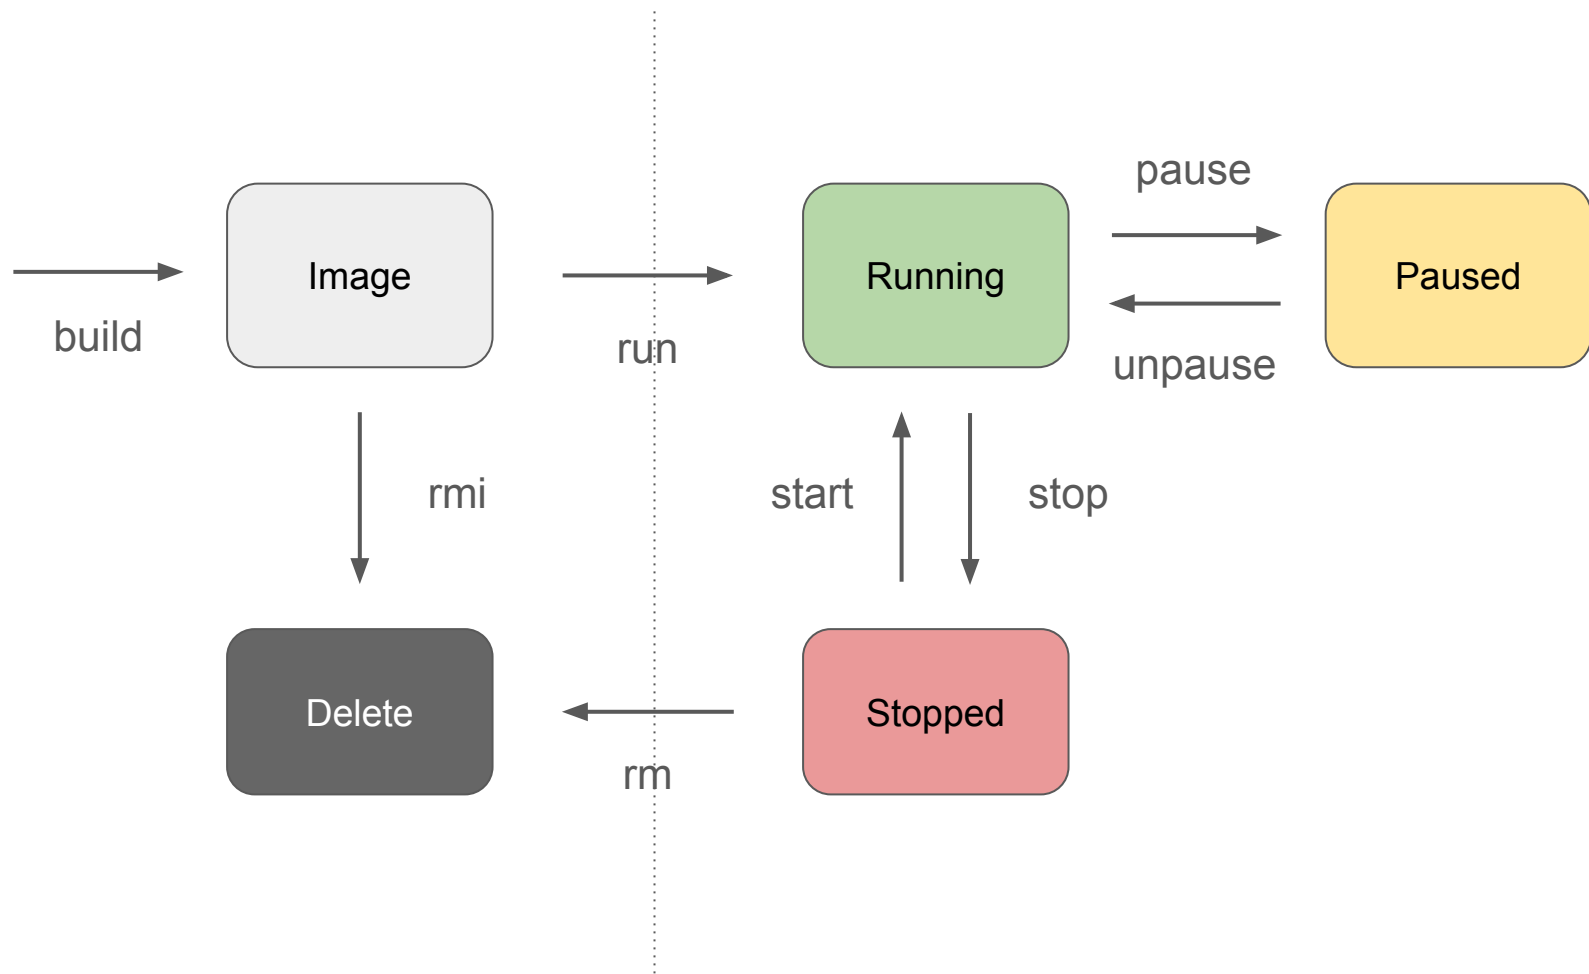 pause
Image
Running
Paused
build
run
unpause
rmi
start
stop
Delete
Stopped
rm